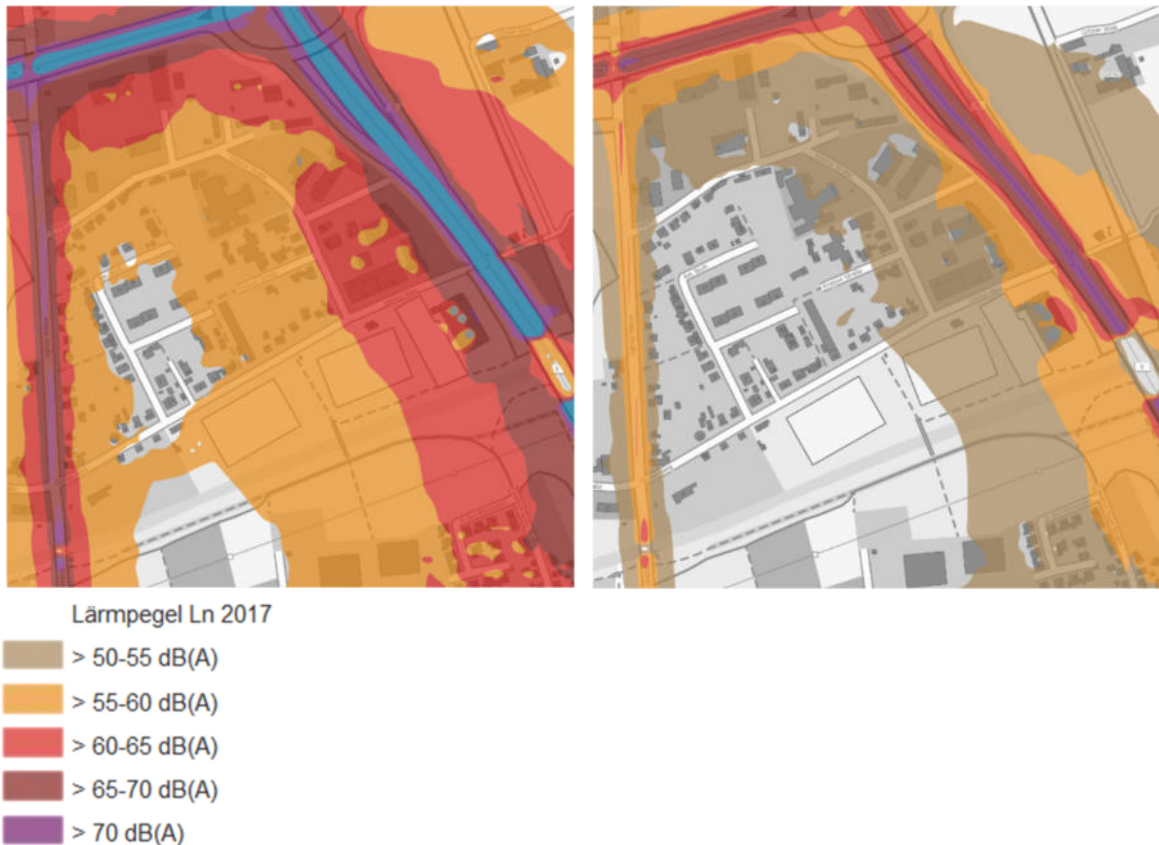 Lärmpegel Ln 2017
> 50-55 dB(A)
> 55-60 dB(A)
> 60-65 dB(A)
> 65-70 dB(A)
> 70 dB(A)